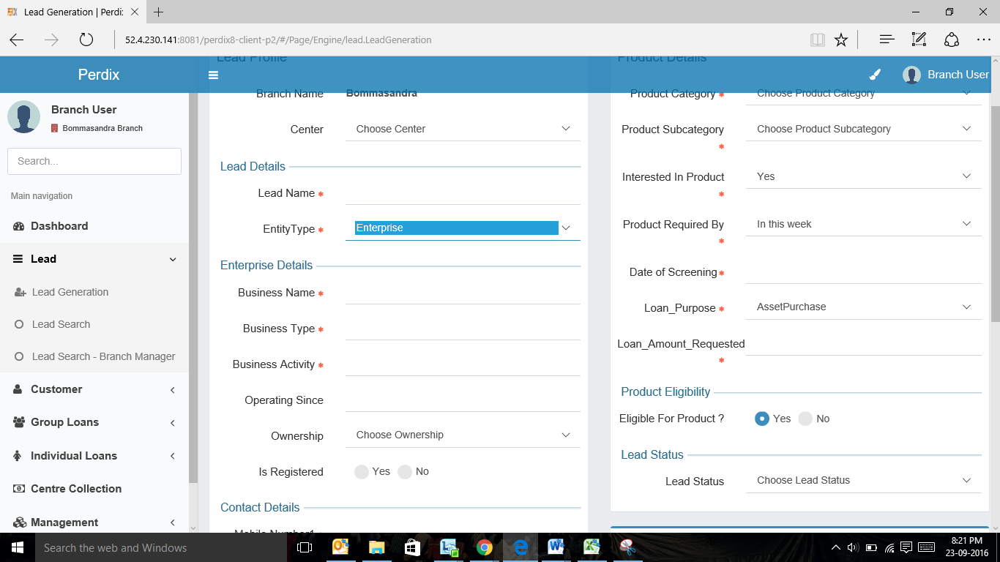 Lead Generation | Perdix
52.4.230.141:8081/perdix8-client-p2/#/Page/Engine/lead.LeadGeneration
Perdix
Branch User
Branch User
Bommasandra Branch
Search...
Main navigation
Dashboard
Lead
Lead Generation
Lead Search
Lead Search - Branch Manager
Customer
Group Loans
Individual Loans
Centre Collection
Management
Lead Profile
Branch Name Bommasandra
Center Choose Center
Lead Details
Lead Name *
EntityType * Enterprise
Enterprise Details
Business Name *
Business Type *
Business Activity *
Operating Since
Ownership Choose Ownership
Is Registered Yes No
Contact Details
Mobile Number1
Product Details
Product Category * Choose Product Category
Product Subcategory * Choose Product Subcategory
Interested In Product * Yes
Product Required By * In this week
Date of Screening *
Loan_Purpose * AssetPurchase
Loan_Amount_Requested *
Product Eligibility
Eligible For Product ? Yes No
Lead Status
Lead Status Choose Lead Status
Search the web and Windows
8:21 PM
23-09-2016